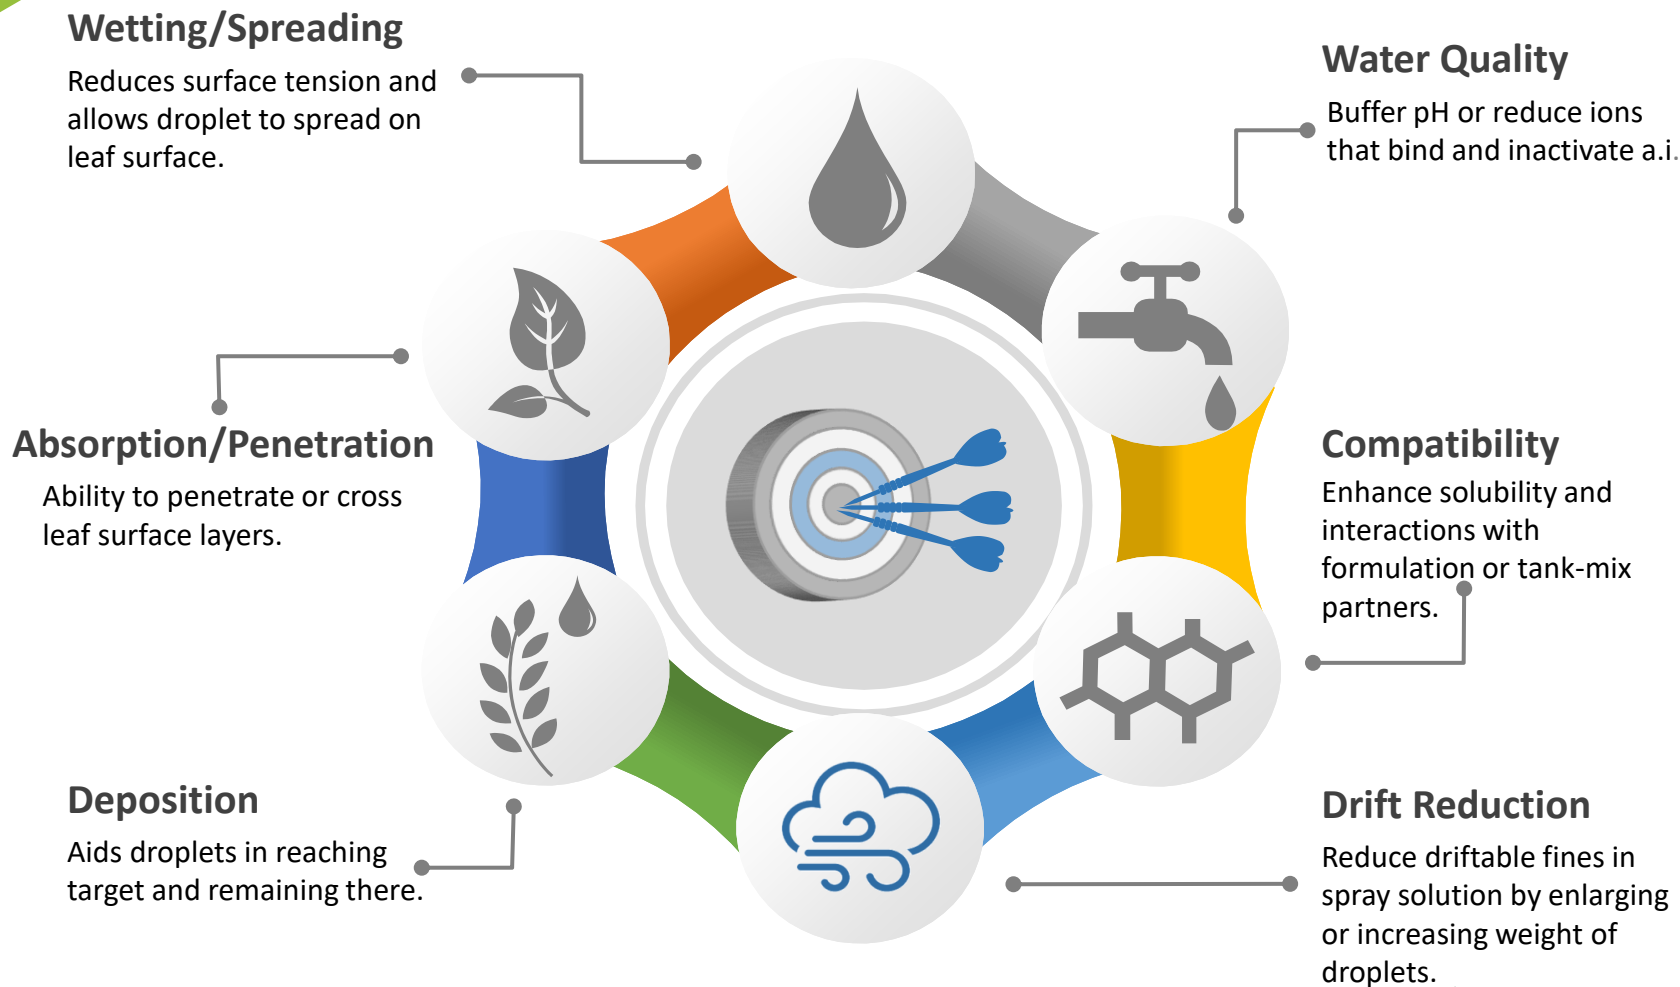 Wetting/Spreading
Reduces surface tension and
allows droplet to spread on
leaf surface.
Water Quality
Buffer pH or reduce ions
that bind and inactivate a.i.
Absorption/Penetration
Ability to penetrate or cross
leaf surface layers.
Compatibility
Enhance solubility and
interactions with
formulation or tank-mix
partners.
Deposition
Aids droplets in reaching
target and remaining there.
Drift Reduction
Reduce driftable fines in
spray solution by enlarging
or increasing weight of
droplets.